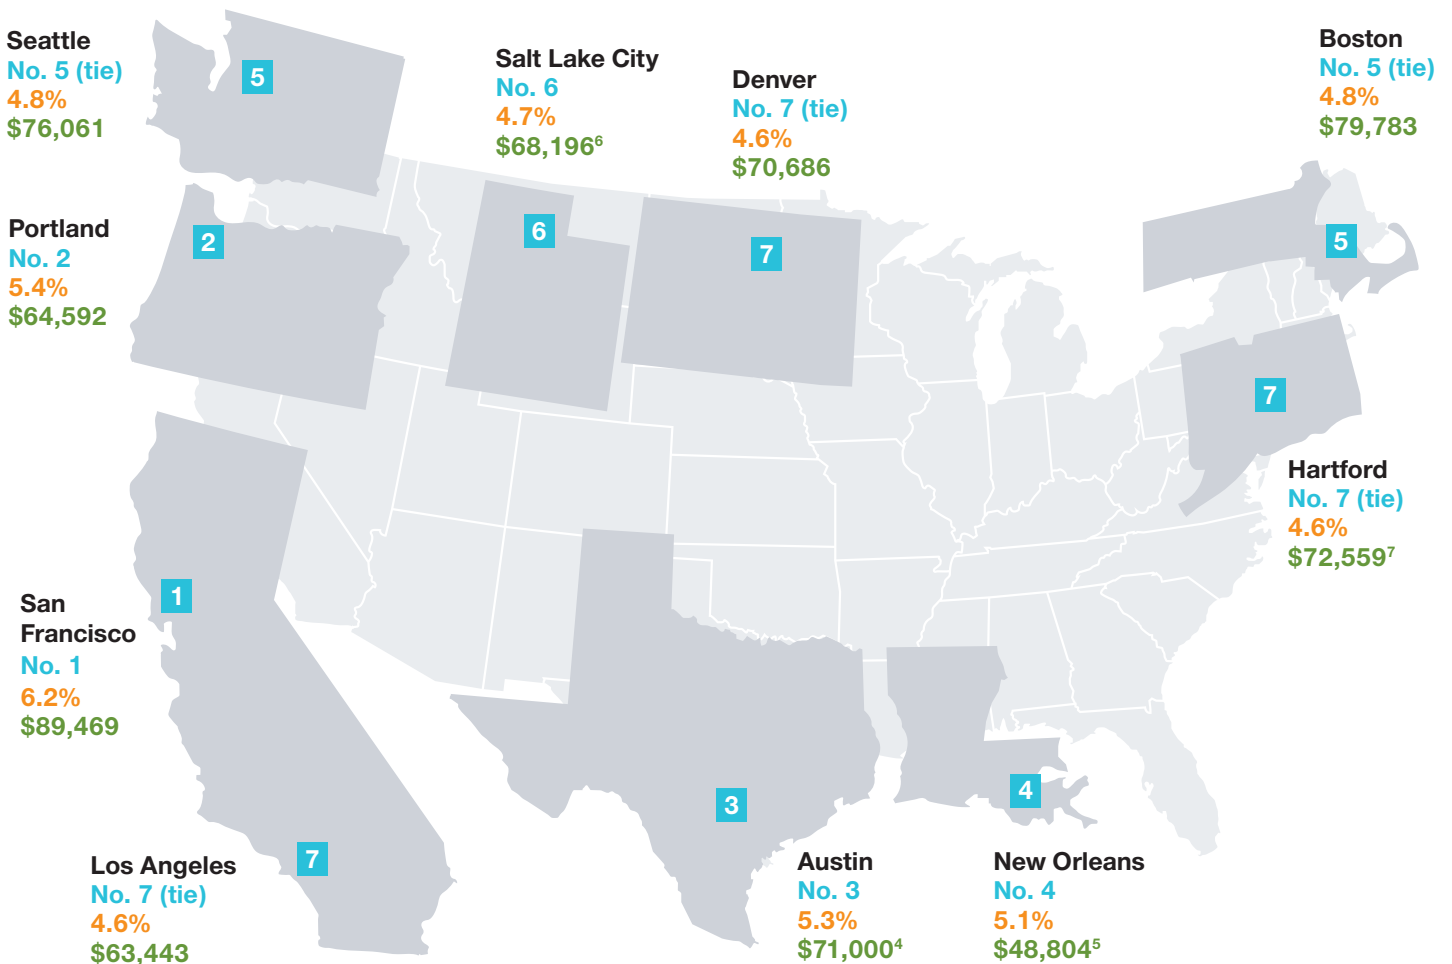 Seattle
No. 5 (tie)
4.8%
$76,061
5
Salt Lake City
No. 6
4.7%
$68,196⁶
6
Denver
No. 7 (tie)
4.6%
$70,686
7
Boston
No. 5 (tie)
4.8%
$79,783
5
Portland
No. 2
5.4%
$64,592
2
Hartford
No. 7 (tie)
4.6%
$72,559⁷
7
San
Francisco
No. 1
6.2%
$89,469
1
Los Angeles
No. 7 (tie)
4.6%
$63,443
7
Austin
No. 3
5.3%
$71,000⁴
3
New Orleans
No. 4
5.1%
$48,804⁵
4